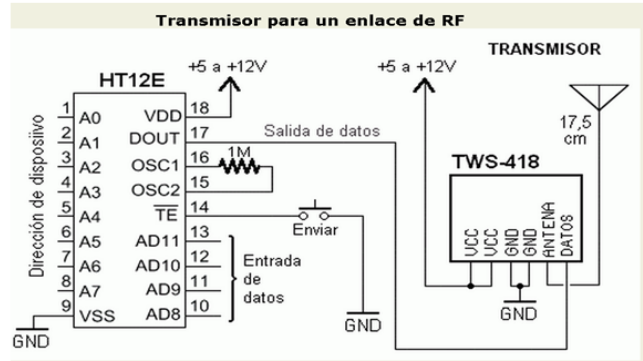 Transmisor para un enlace de RF
TRANSMISOR
+5 a +12V
+5 a +12V
HT12E
17,5
cm
Dirección de dispositivo
1 A0 VDD 18
2 A1 DOUT 17 Salida de datos
3 A2 OSC1 16 1M
4 A3 OSC2 15
5 A4 TE 14
Enviar
6 A5 AD11 13
7 A6 AD10 12
8 A7 AD9 11
9 VSS AD8 10
Entrada
de
datos
GND
GND
TWS-418
VCC
VCC
GND
GND
ANTENA
DATOS
GND